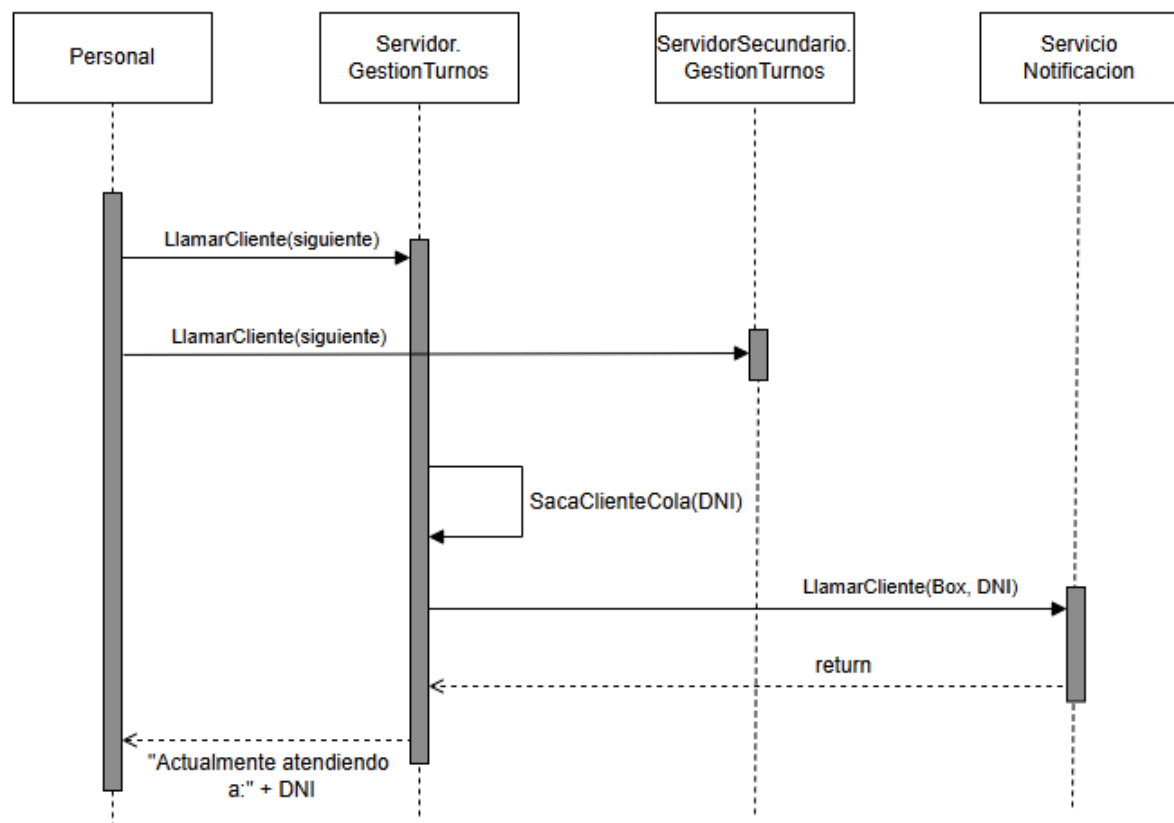 Personal
Servidor.
GestionTurnos
ServidorSecundario.
GestionTurnos
Servicio
Notificacion
LlamarCliente(siguiente)
LlamarCliente(siguiente)
SacaClienteCola(DNI)
LlamarCliente(Box, DNI)
return
"Actualmente atendiendo
a:" + DNI